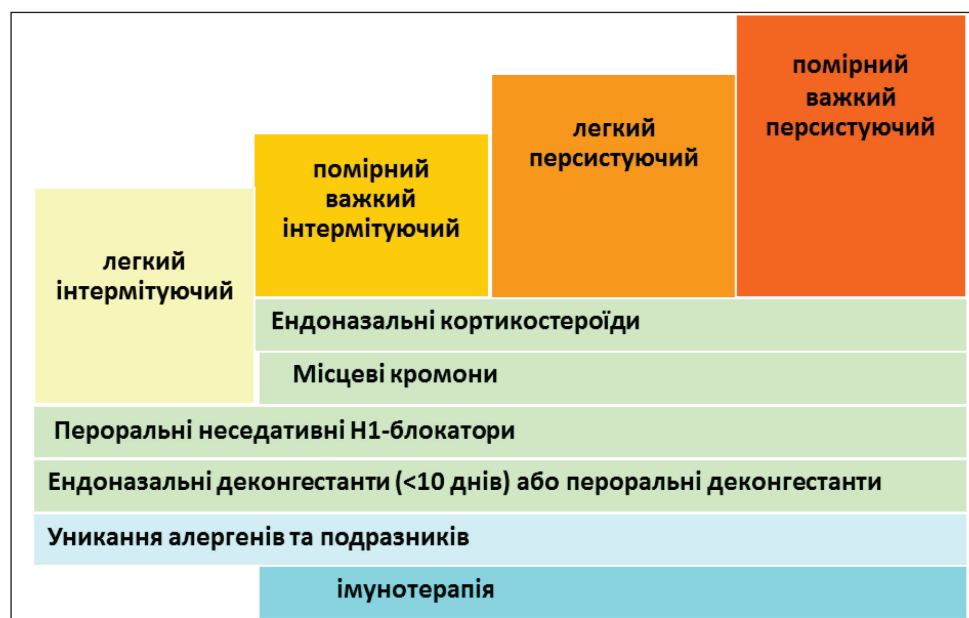 легкий
інтермітуючий
помірний
важкий
інтермітуючий
легкий
персистуючий
помірний
важкий
персистуючий
Ендоназальні кортикостероїди
Місцеві кромони
Пероральні неседативні Н1-блокатори
Ендоназальні деконгестанти (<10 днів) або пероральні деконгестанти
Уникання алергенів та подразників
імунотерапія